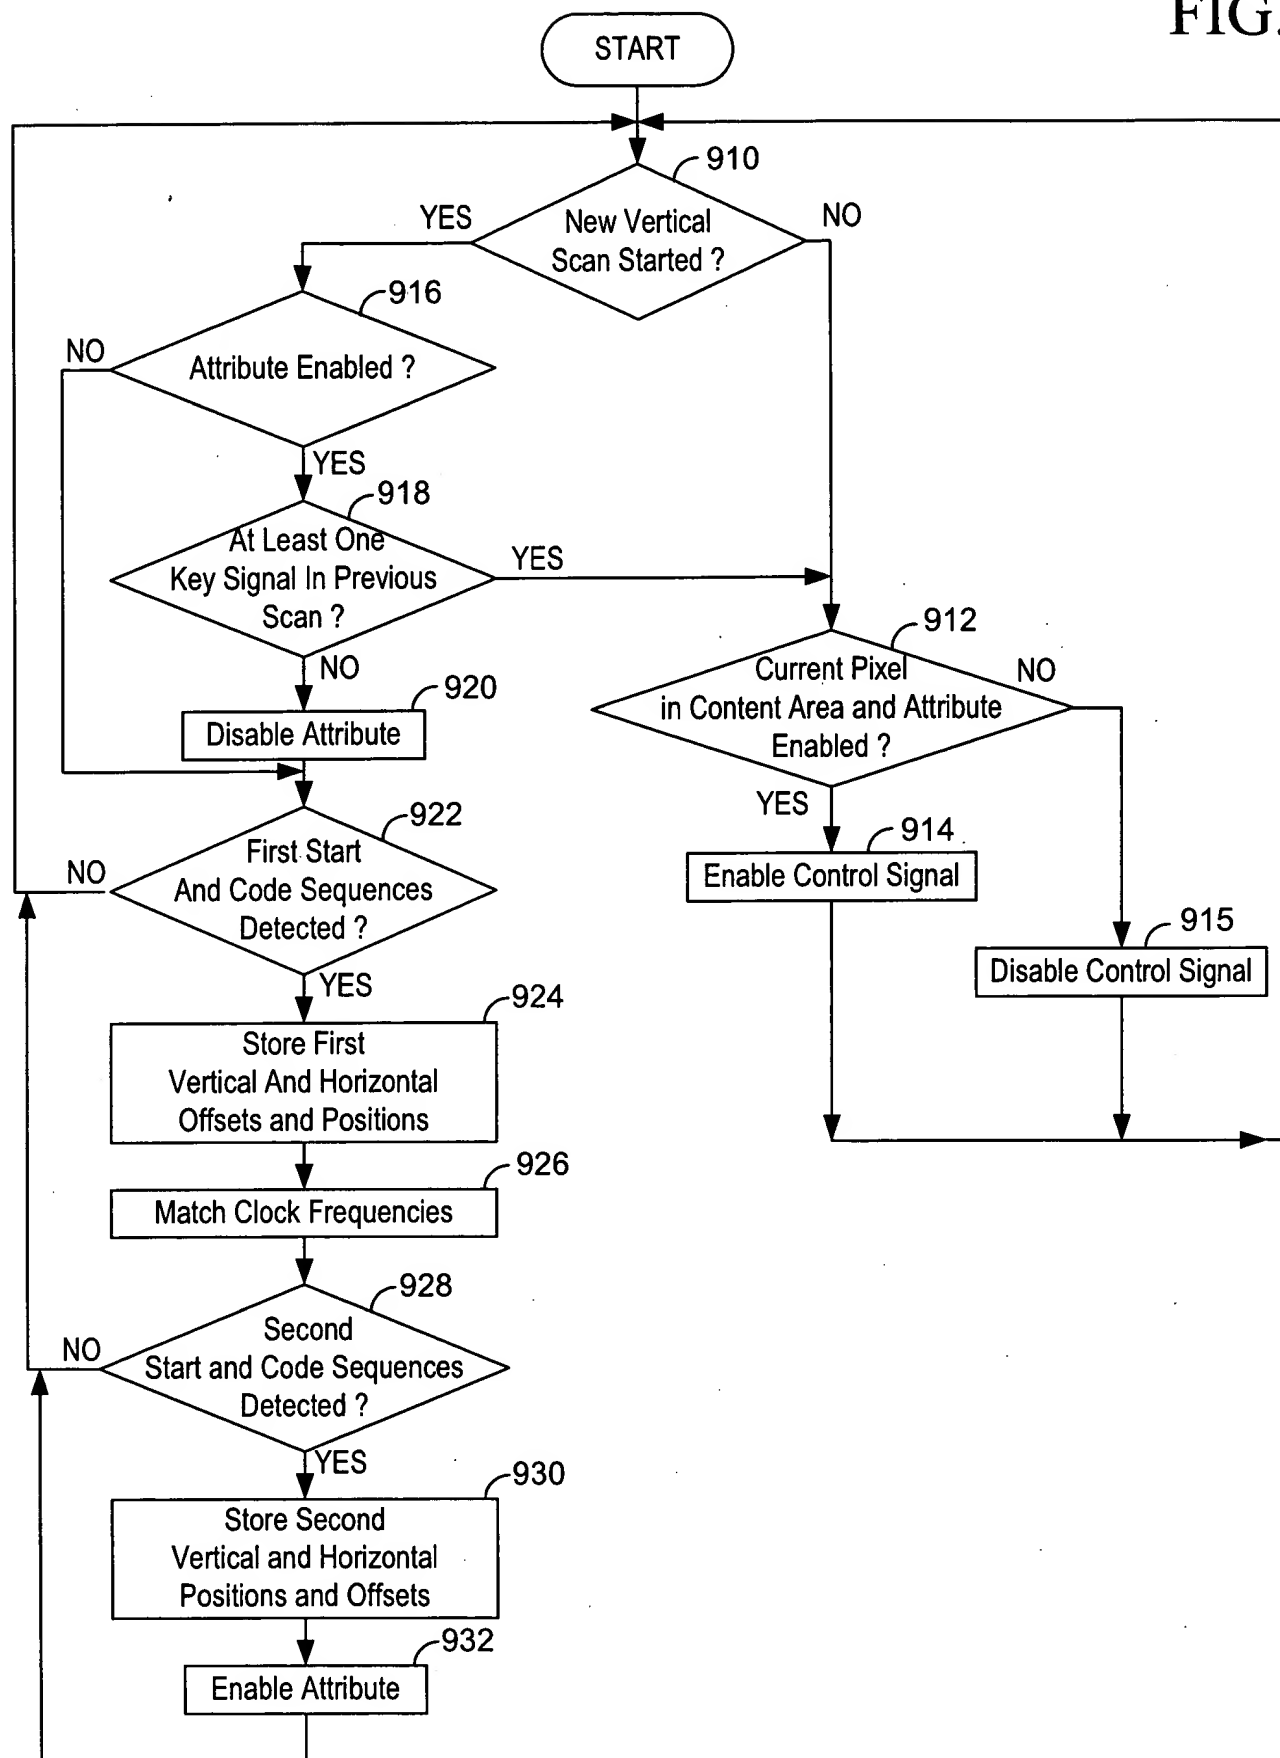 FIG.
START
910
New Vertical
Scan Started ?
YES
NO
916
Attribute Enabled ?
NO
YES
918
At Least One
Key Signal In Previous
Scan ?
YES
NO
920
Disable Attribute
912
Current Pixel
in Content Area and Attribute
Enabled ?
NO
YES
914
Enable Control Signal
915
Disable Control Signal
922
First Start
And Code Sequences
Detected ?
NO
YES
924
Store First
Vertical And Horizontal
Offsets and Positions
926
Match Clock Frequencies
928
Second
Start and Code Sequences
Detected ?
NO
YES
930
Store Second
Vertical and Horizontal
Positions and Offsets
932
Enable Attribute